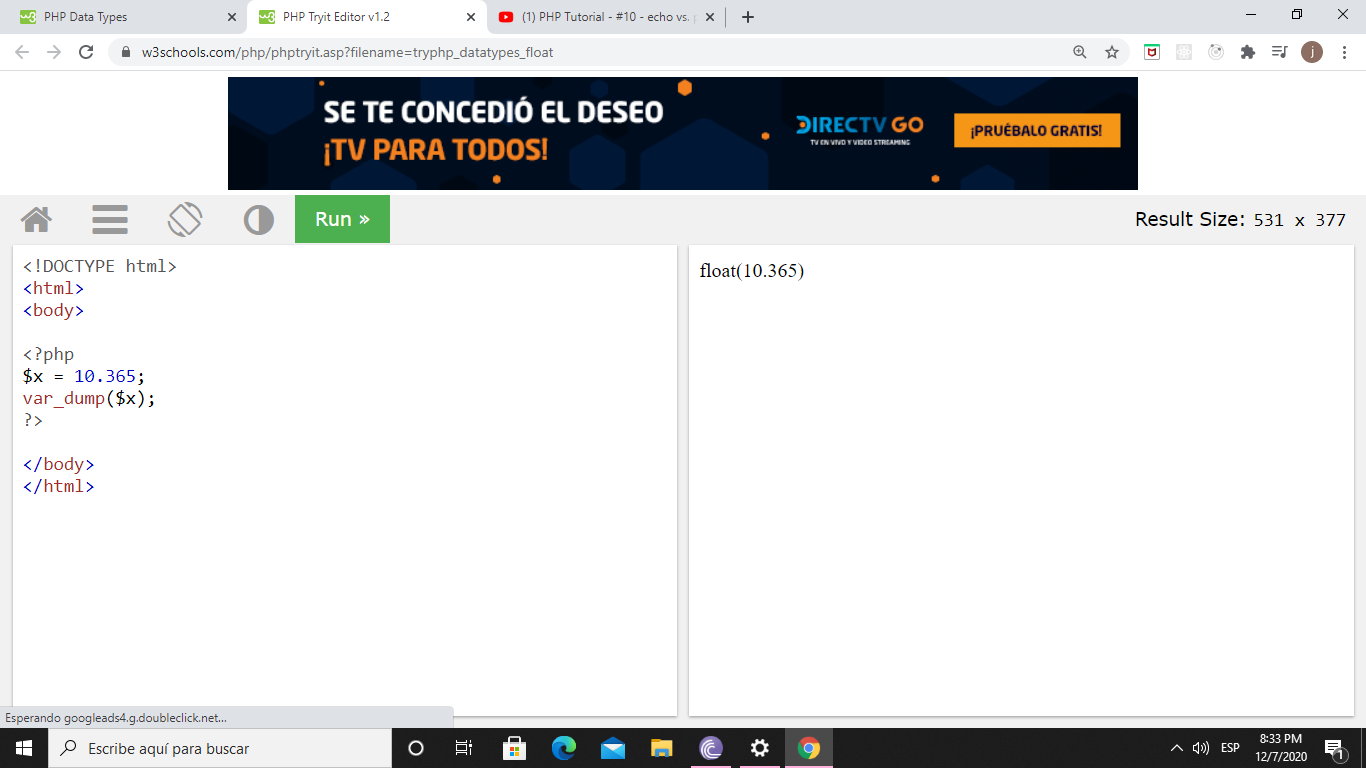 PHP Data Types
PHP Tryit Editor v1.2
(1) PHP Tutorial - #10 - echo vs.
w3schools.com/php/phptryit.asp?filename=tryphp_datatypes_float
j
SE TE CONCEDIÓ EL DESEO
¡TV PARA TODOS!
DIRECTV GO
TV EN VIVO Y VIDEO STREAMING
¡PRUÉBALO GRATIS!
Run »
Result Size: 531 x 377
<!DOCTYPE html>
<html>
<body>
<?php
$x = 10.365;
var_dump($x);
?>
</body>
</html>
float(10.365)
Esperando googleads4.g.doubleclick.net...
Escribe aquí para buscar
ESP
8:33 PM
12/7/2020
1